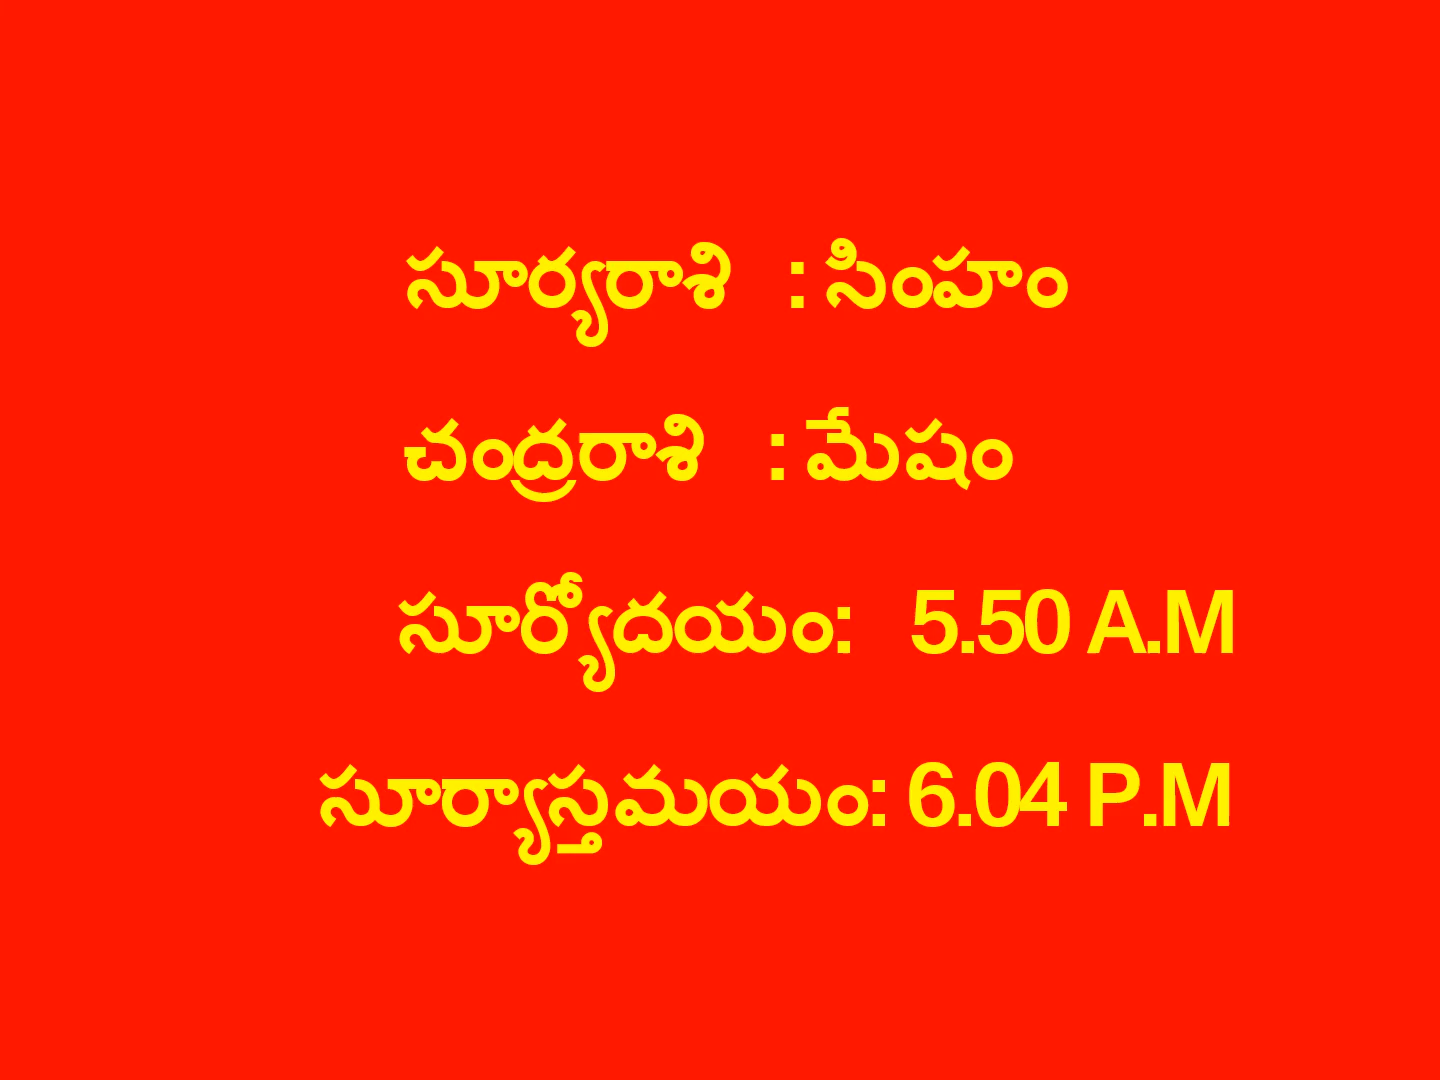 సూర్యరాశి : సింహం
చంద్రరాశి : మేషం
సూర్యోదయం: 5.50 A.M
సూర్యాస్తమయం: 6.04 P.M